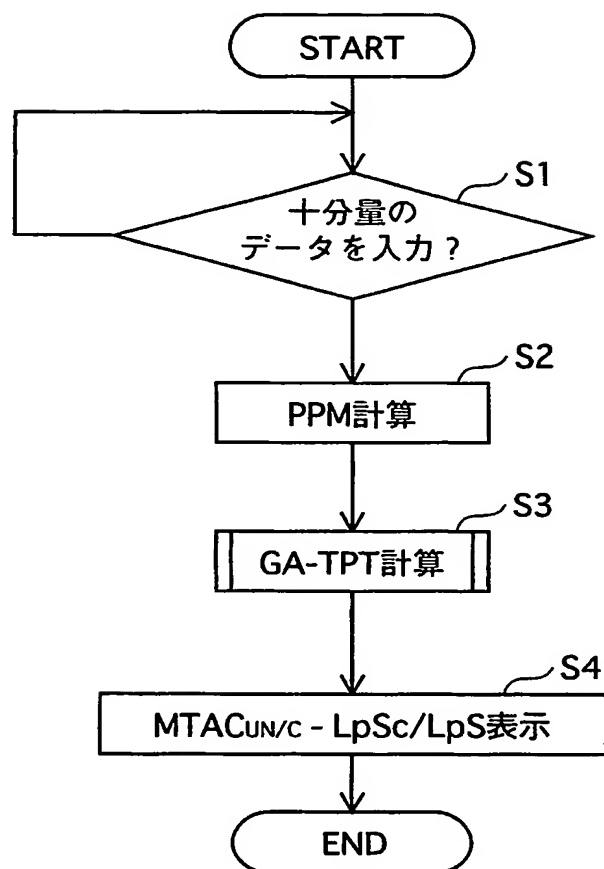 START
S1
十分量の
データを入力?
S2
PPM計算
S3
GA-TPT計算
S4
MTACUN/C - LpSc/LpS表示
END